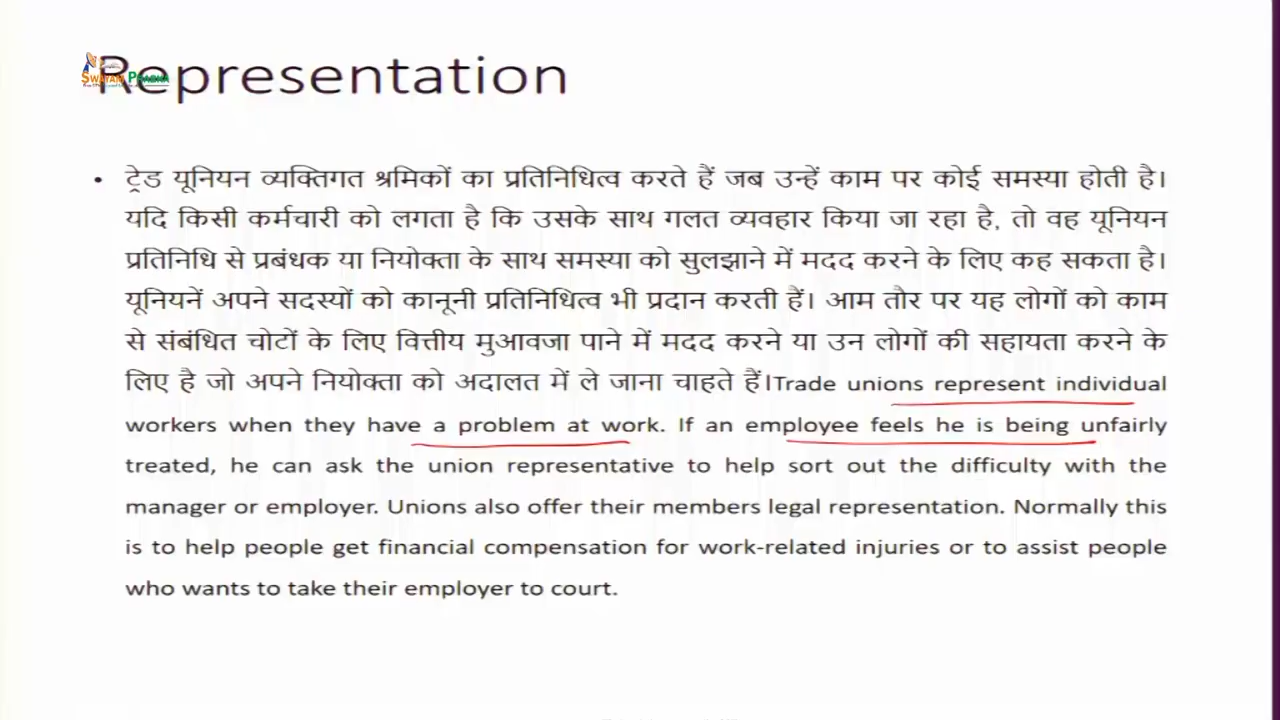 Representation
SWAYAM PRABHA
• ट्रेड यूनियन व्यक्तिगत श्रमिकों का प्रतिनिधित्व करते हैं जब उन्हें काम पर कोई समस्या होती है।
यदि किसी कर्मचारी को लगता है कि उसके साथ गलत व्यवहार किया जा रहा है, तो वह यूनियन
प्रतिनिधि से प्रबंधक या नियोक्ता के साथ समस्या को सुलझाने में मदद करने के लिए कह सकता है।
यूनियनें अपने सदस्यों को कानूनी प्रतिनिधित्व भी प्रदान करती हैं। आम तौर पर यह लोगों को काम
से संबंधित चोटों के लिए वित्तीय मुआवजा पाने में मदद करने या उन लोगों की सहायता करने के
लिए है जो अपने नियोक्ता को अदालत में ले जाना चाहते हैं।Trade unions represent individual
workers when they have a problem at work. If an employee feels he is being unfairly
treated, he can ask the union representative to help sort out the difficulty with the
manager or employer. Unions also offer their members legal representation. Normally this
is to help people get financial compensation for work-related injuries or to assist people
who wants to take their employer to court.